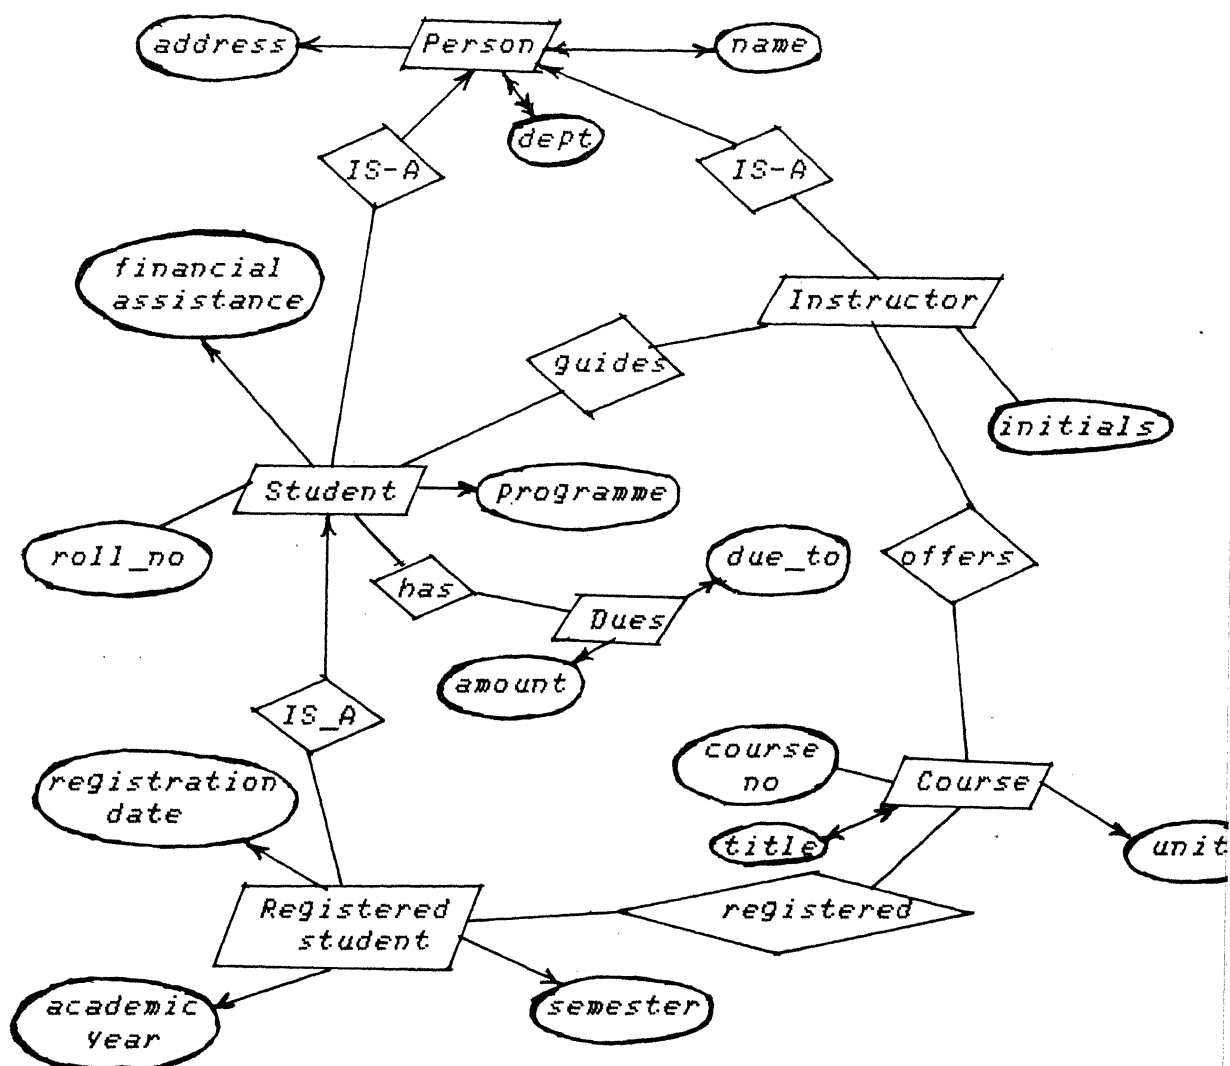 address
Person
name
dept
IS-A
IS-A
financial
assistance
Instructor
guides
initials
Student
programme
roll_no
has
due_to
offers
Dues
amount
IS_A
course
no
Course
registration
date
title
unit
Registered
student
registered
academic
year
semester